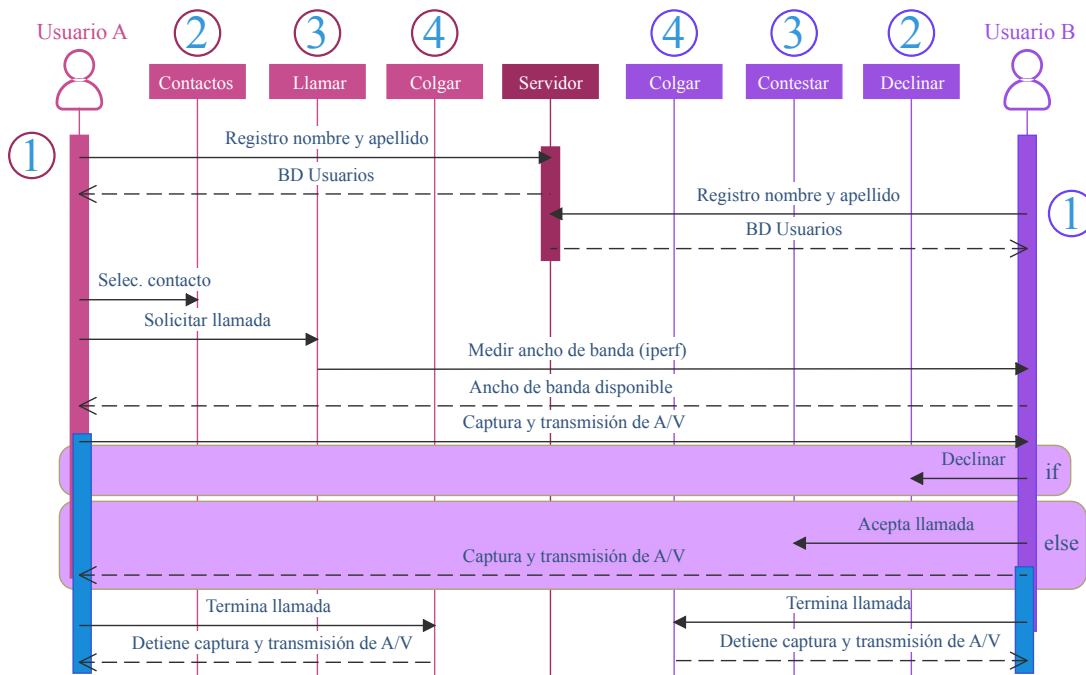 Usuario A
2
3
4
4
3
2
Usuario B
Contactos
Llamar
Colgar
Servidor
Colgar
Contestar
Declinar
1
Registro nombre y apellido
BD Usuarios
Registro nombre y apellido
1
BD Usuarios
Selec. contacto
Solicitar llamada
Medir ancho de banda (iperf)
Ancho de banda disponible
Captura y transmisión de A/V
Declinar
if
Acepta llamada
else
Captura y transmisión de A/V
Termina llamada
Termina llamada
Detiene captura y transmisión de A/V
Detiene captura y transmisión de A/V